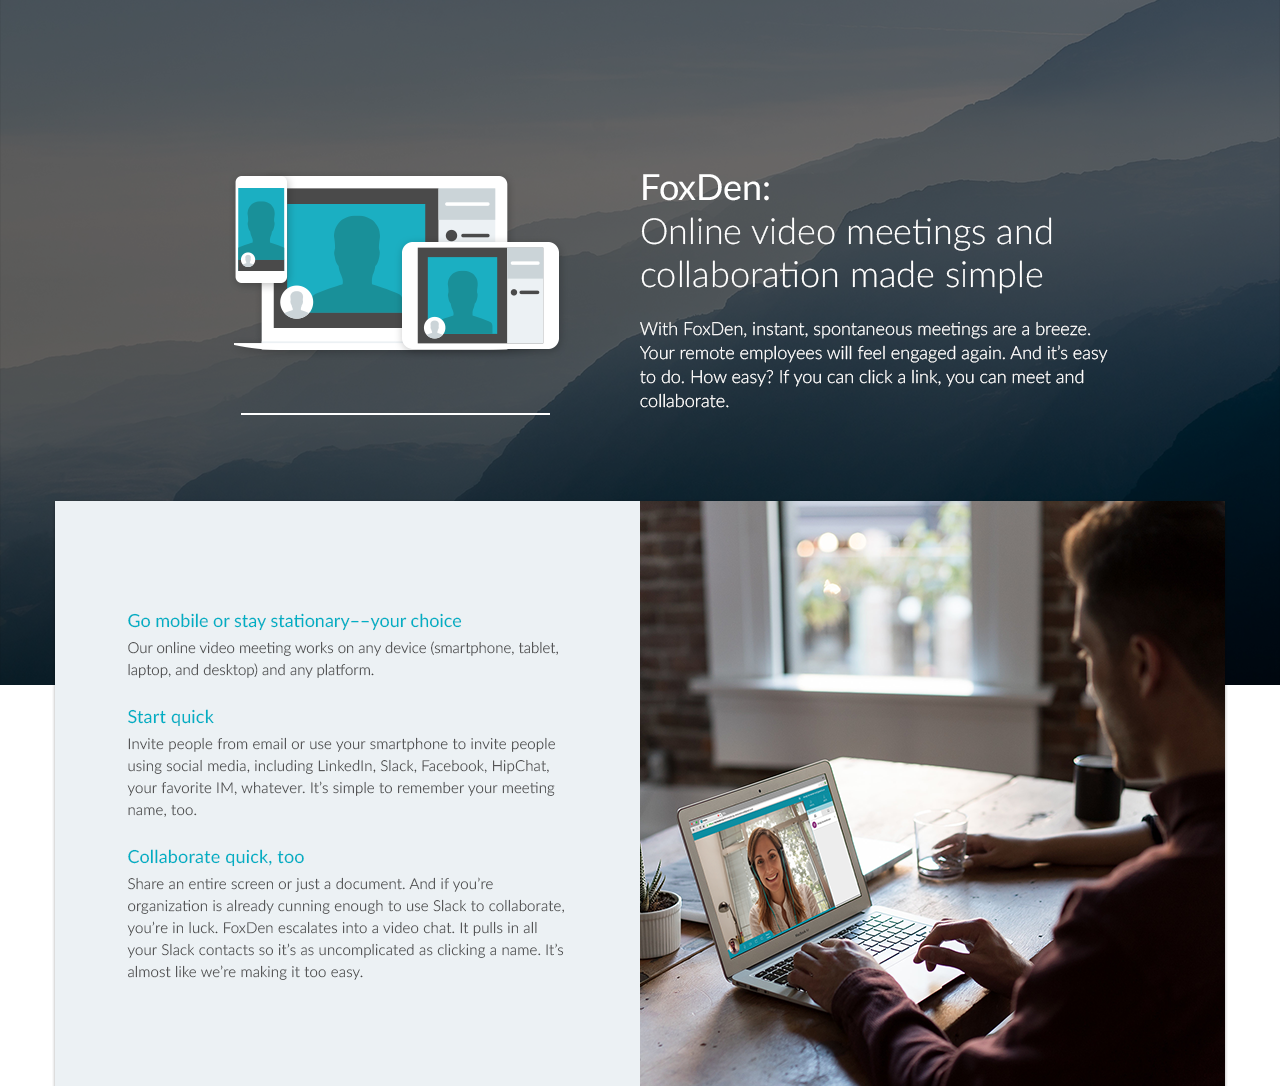 FoxDen:
Online video meetings and
collaboration made simple
With FoxDen, instant, spontaneous meetings are a breeze.
Your remote employees will feel engaged again. And it's easy
to do. How easy? If you can click a link, you can meet and
collaborate.
Go mobile or stay stationary––your choice
Our online video meeting works on any device (smartphone, tablet,
laptop, and desktop) and any platform.
Start quick
Invite people from email or use your smartphone to invite people
using social media, including LinkedIn, Slack, Facebook, HipChat,
your favorite IM, whatever. It's simple to remember your meeting
name, too.
Collaborate quick, too
Share an entire screen or just a document. And if you're
organization is already cunning enough to use Slack to collaborate,
you're in luck. FoxDen escalates into a video chat. It pulls in all
your Slack contacts so it's as uncomplicated as clicking a name. It's
almost like we're making it too easy.